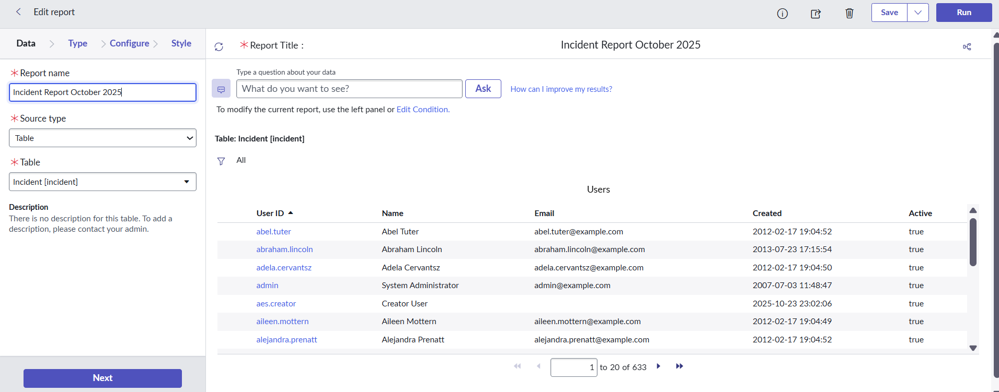 Edit report
Save
Run
Data
Type
Configure
Style
*Report name
Incident Report October 2025
*Source type
Table
*Table
Incident [incident]
Description
There is no description for this table. To add a
description, please contact your admin.
Next
*Report Title :
Incident Report October 2025
Type a question about your data
What do you want to see?
Ask
How can I improve my results?
To modify the current report, use the left panel or Edit Condition.
Table: Incident [incident]
All
Users
User ID Name Email Created Active
abel.tuter Abel Tuter abel.tuter@example.com 2012-02-17 19:04:52 true
abraham.lincoln Abraham Lincoln abraham.lincoln@example.com 2013-07-23 17:15:54 true
adela.cervantsz Adela Cervantsz adela.cervantsz@example.com 2012-02-17 19:04:50 true
admin System Administrator admin@example.com 2007-07-03 11:48:47 true
aes.creator Creator User 2025-10-23 23:02:06 true
aileen.mottern Aileen Mottern aileen.mottern@example.com 2012-02-17 19:04:49 true
alejandra.prenatt Alejandra Prenatt alejandra.prenatt@example.com 2012-02-17 19:04:52 true
1 to 20 of 633